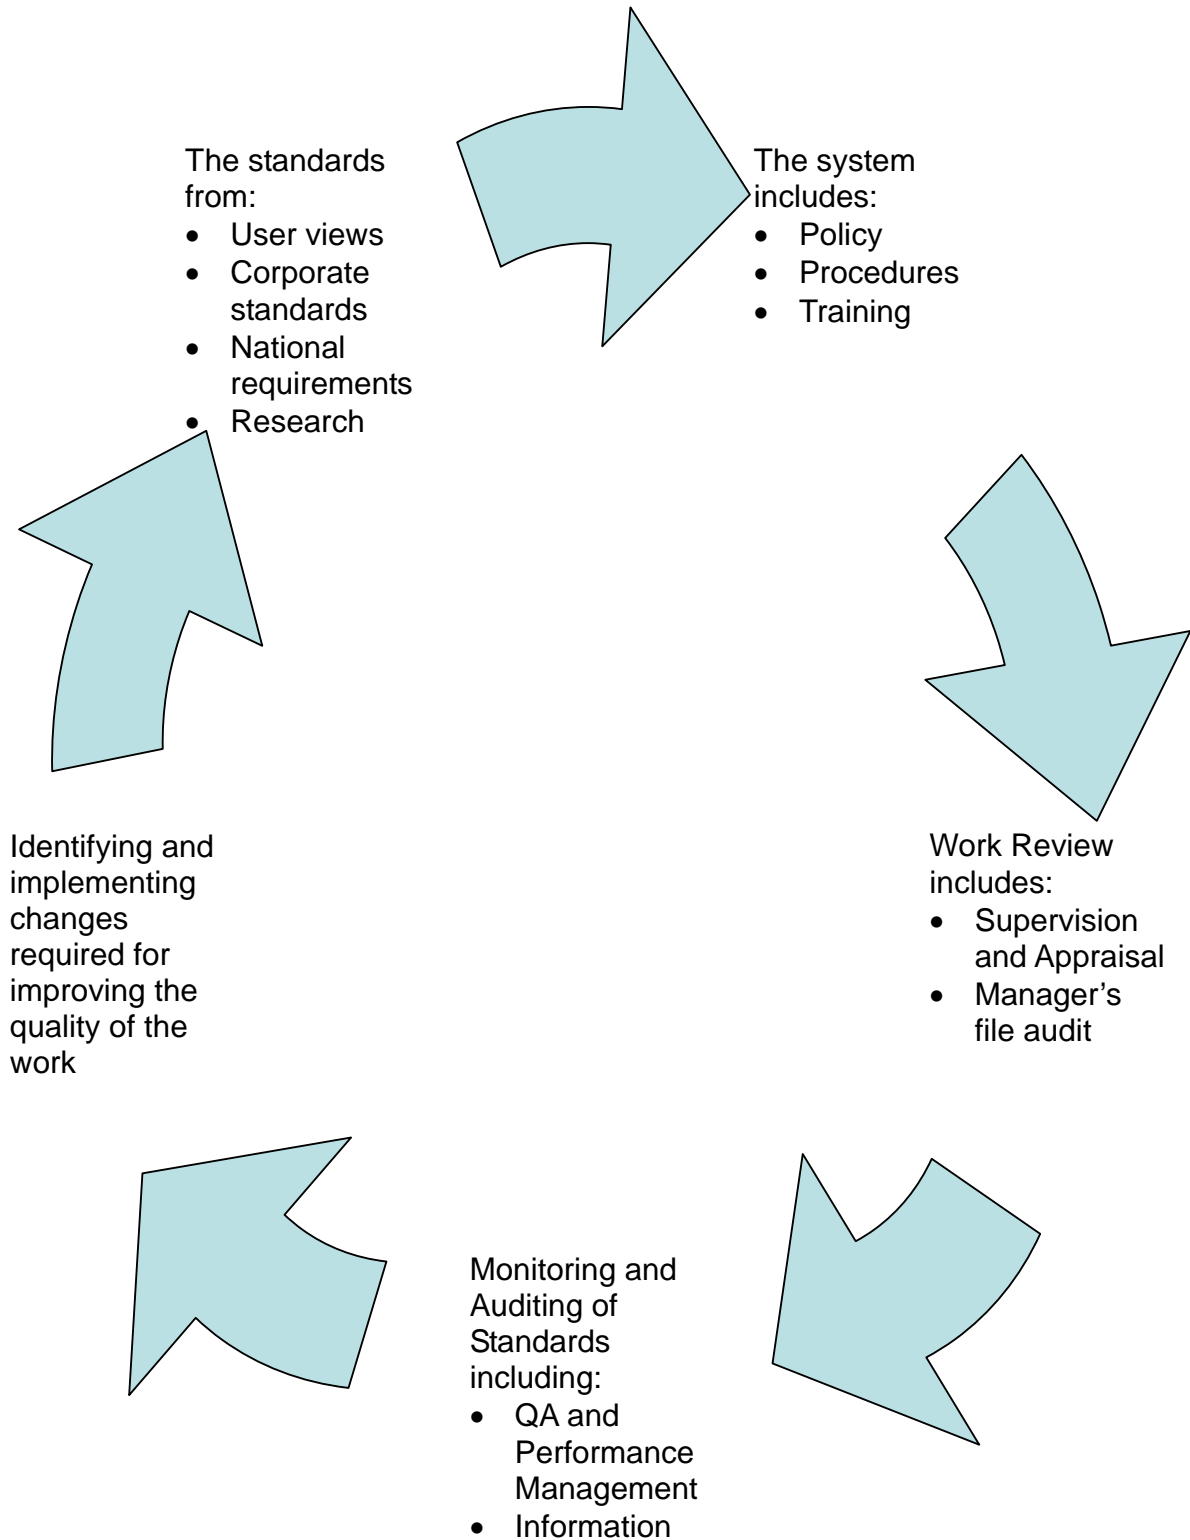 The standards
from:
• User views
• Corporate
standards
• National
requirements
• Research
The system
includes:
• Policy
• Procedures
• Training
Work Review
includes:
• Supervision
and Appraisal
• Manager’s
file audit
Monitoring and
Auditing of
Standards
including:
• QA and
Performance
Management
• Information
Identifying and
implementing
changes
required for
improving the
quality of the
work